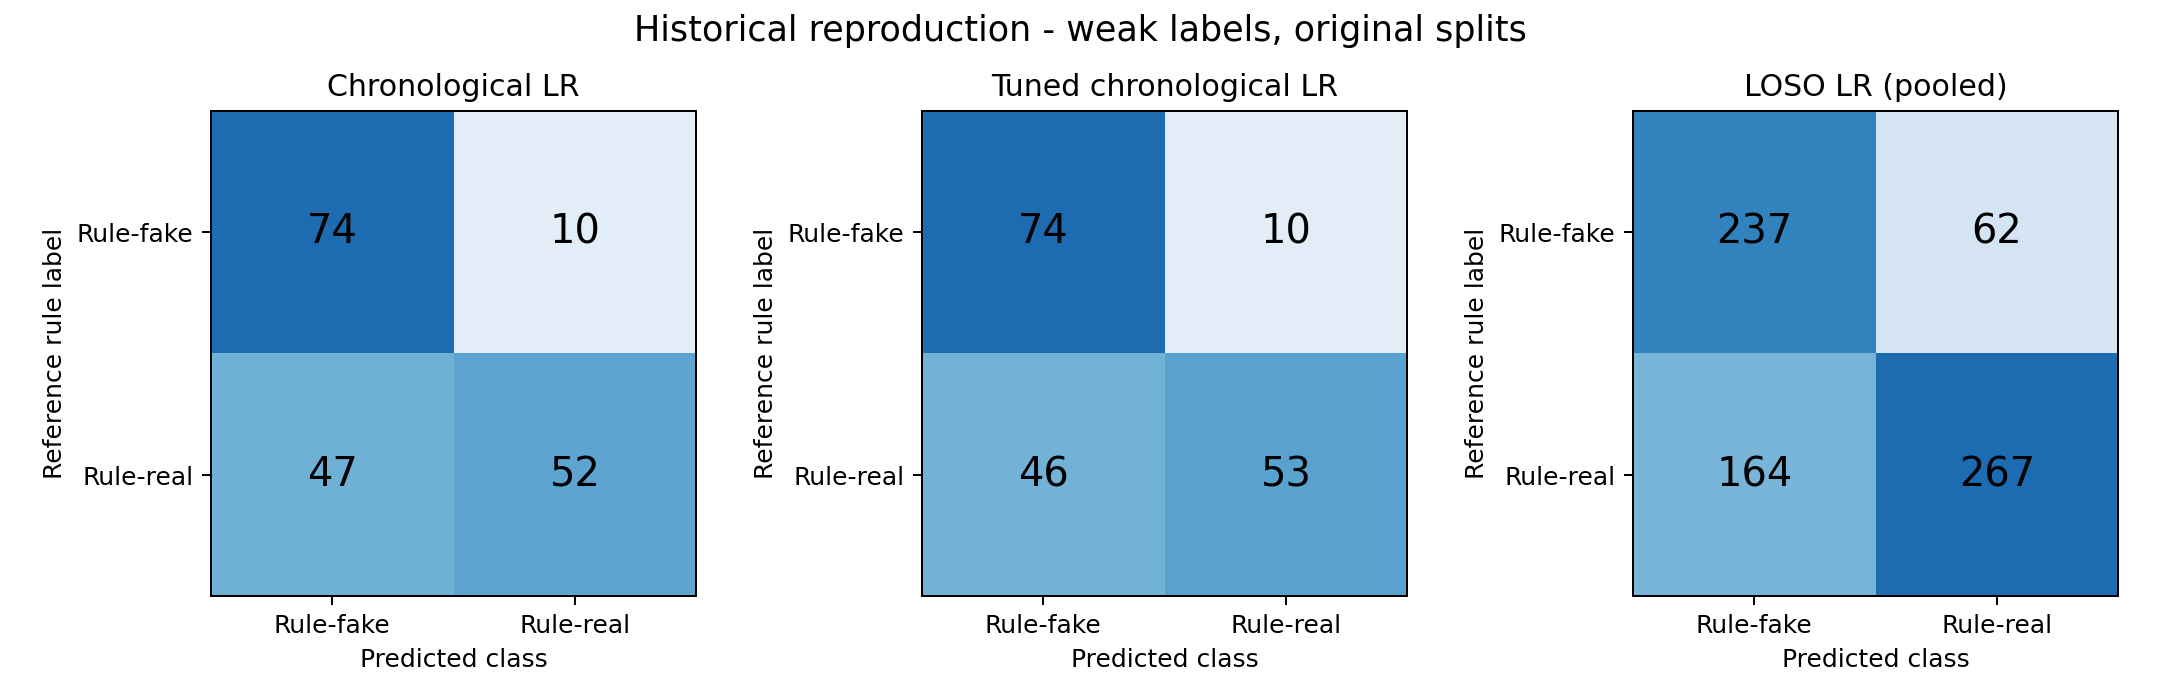 Historical reproduction - weak labels, original splits
Chronological LR
Reference rule label
Rule-fake
74
10
Rule-real
47
52
Rule-fake
Rule-real
Predicted class
Tuned chronological LR
Reference rule label
Rule-fake
74
10
Rule-real
46
53
Rule-fake
Rule-real
Predicted class
LOSO LR (pooled)
Reference rule label
Rule-fake
237
62
Rule-real
164
267
Rule-fake
Rule-real
Predicted class